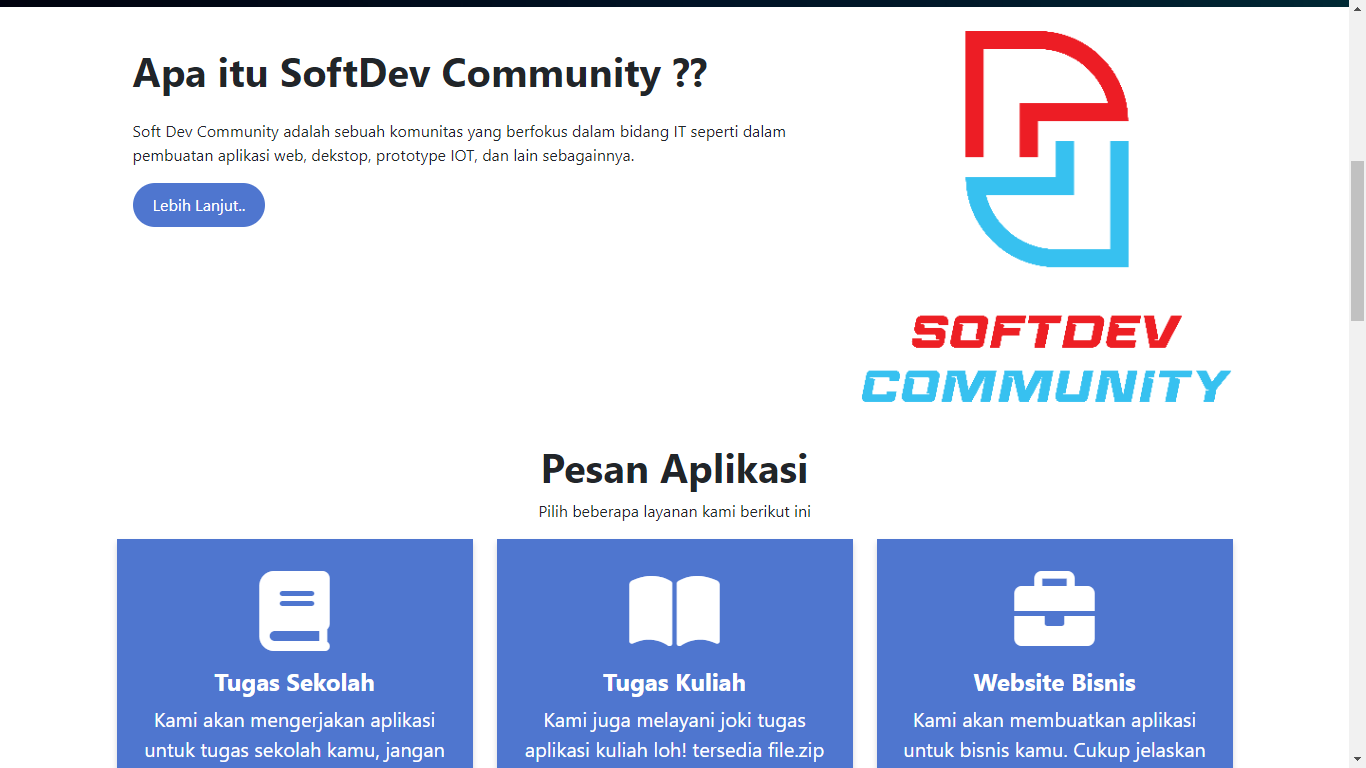 Apa itu SoftDev Community ??
Soft Dev Community adalah sebuah komunitas yang berfokus dalam bidang IT seperti dalam
pembuatan aplikasi web, dekstop, prototype IOT, dan lain sebagainnya.
Lebih Lanjut..
SOFTDEV
COMMUNiTY
Pesan Aplikasi
Pilih beberapa layanan kami berikut ini
Tugas Sekolah
Kami akan mengerjakan aplikasi
untuk tugas sekolah kamu, jangan
Tugas Kuliah
Kami juga melayani joki tugas
aplikasi kuliah loh! tersedia file.zip
Website Bisnis
Kami akan membuatkan aplikasi
untuk bisnis kamu. Cukup jelaskan